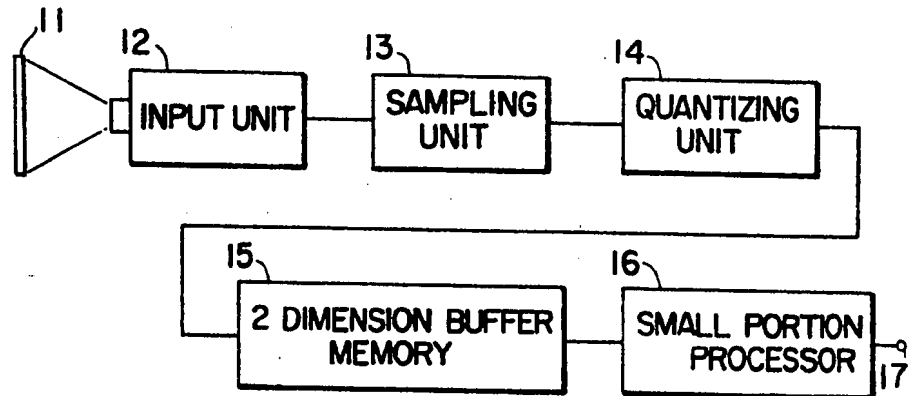 11
12
INPUT UNIT
13
SAMPLING
UNIT
14
QUANTIZING
UNIT
15
2 DIMENSION BUFFER
MEMORY
16
SMALL PORTION
PROCESSOR
17